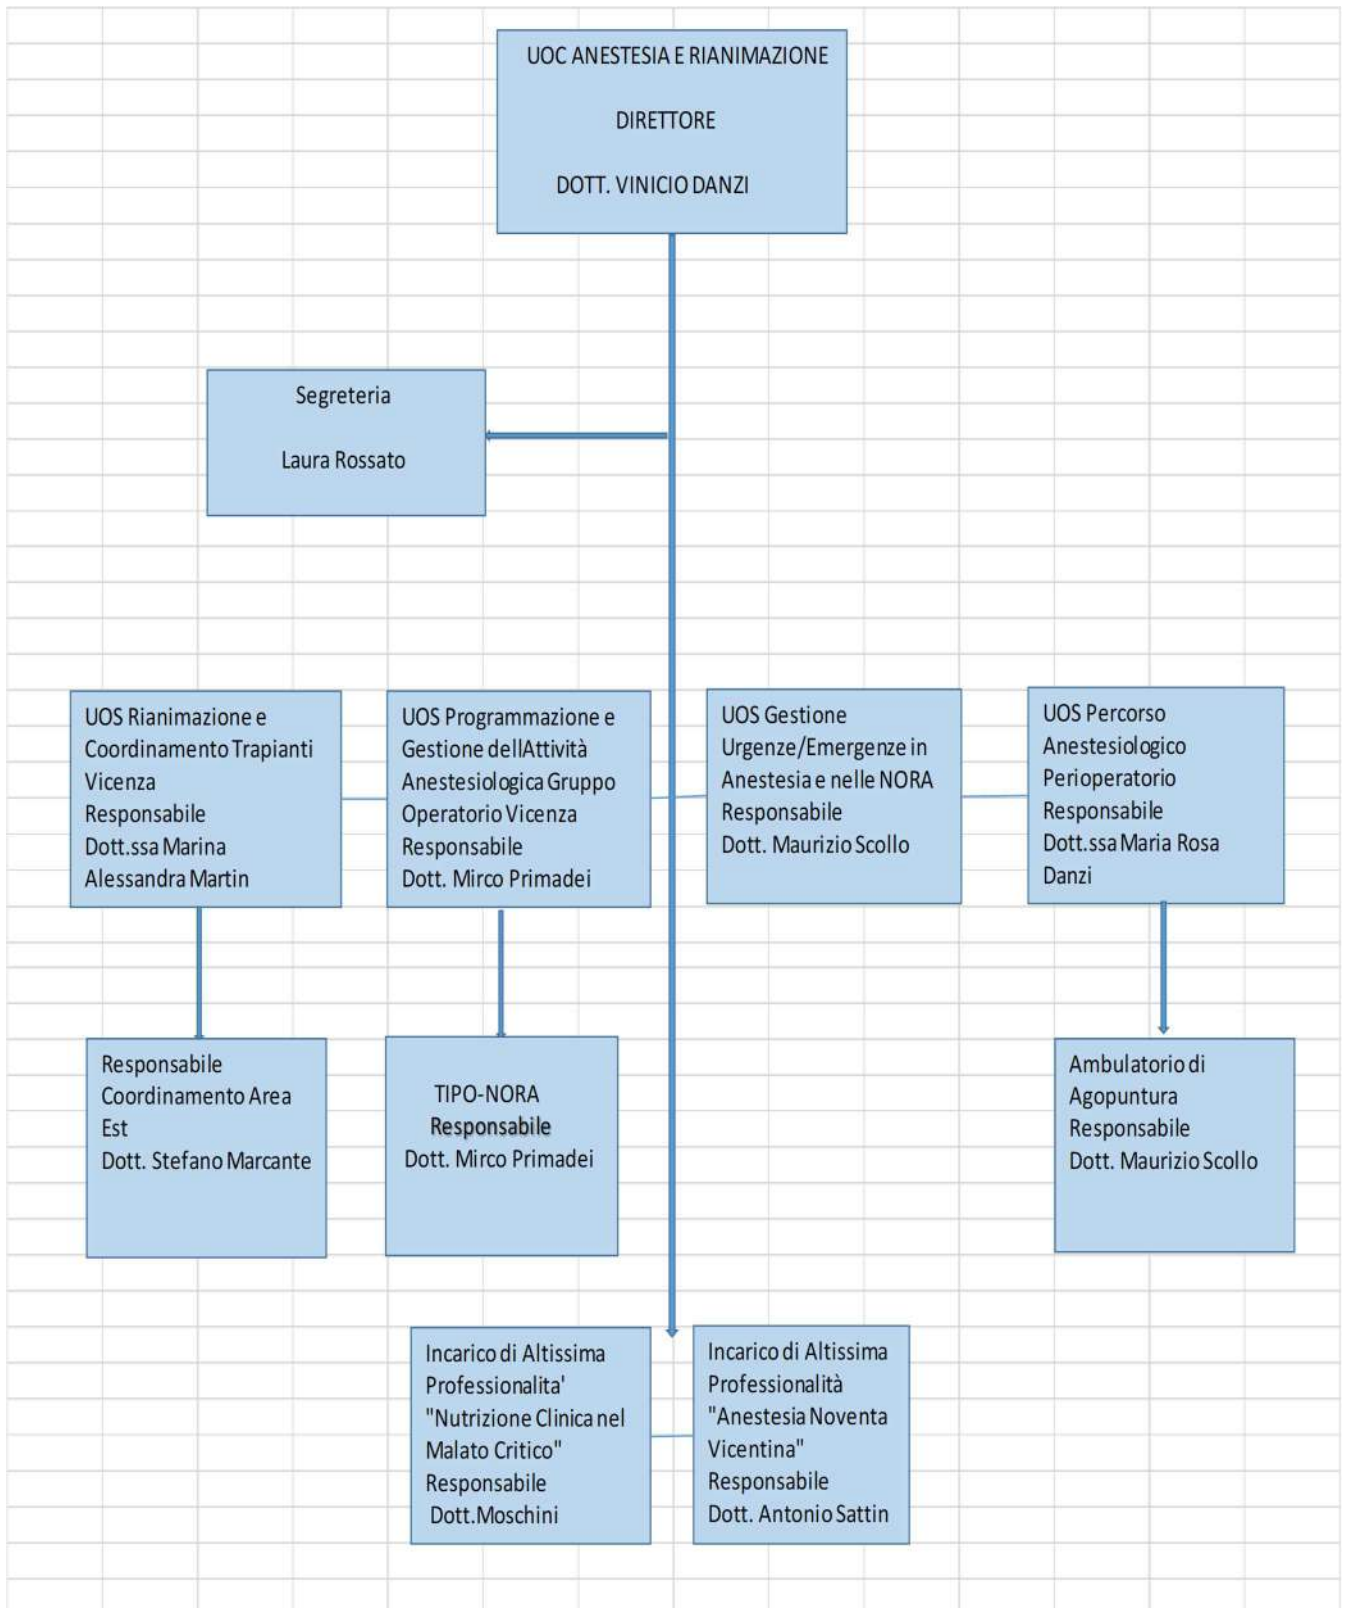 UOC ANESTESIA E RIANIMAZIONE
DIRETTORE
DOTT. VINICIO DANZI
Segreteria
Laura Rossato
UOS Rianimazione e
Coordinamento Trapianti
Vicenza
Responsabile
Dott.ssa Marina
Alessandra Martin
UOS Programmazione e
Gestione dellAttività
Anestesiologica Gruppo
Operatorio Vicenza
Responsabile
Dott. Mirco Primadei
UOS Gestione
Urgenze/Emergenze in
Anestesia e nelle NORA
Responsabile
Dott. Maurizio Scollo
UOS Percorso
Anestesiologico
Perioperatorio
Responsabile
Dott.ssa Maria Rosa
Danzi
Responsabile
Coordinamento Area
Est
Dott. Stefano Marcante
TIPO-NORA
Responsabile
Dott. Mirco Primadei
Ambulatorio di
Agopuntura
Responsabile
Dott. Maurizio Scollo
Incarico di Altissima
Professionalita'
"Nutrizione Clinica nel
Malato Critico"
Responsabile
Dott.Moschini
Incarico di Altissima
Professionalità
"Anestesia Noventa
Vicentina"
Responsabile
Dott. Antonio Sattin